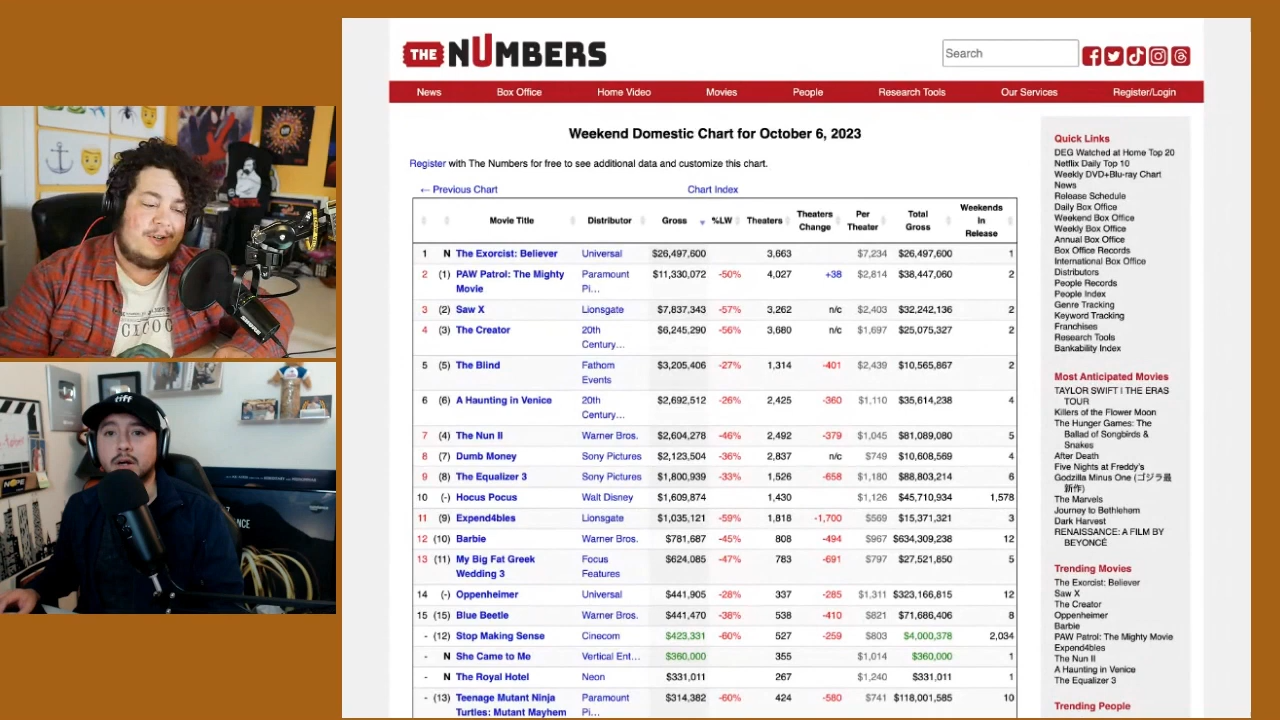 THE NUMBERS
Search
News Box Office Home Video Movies People Research Tools Our Services Register/Login
Weekend Domestic Chart for October 6, 2023
Register with The Numbers for free to see additional data and customize this chart.
← Previous Chart Chart Index
Movie Title Distributor Gross %LW Theaters Theaters Change Per Theater Total Gross Weekends In Release
1 N The Exorcist: Believer Universal $26,497,600 3,663 $7,234 $26,497,600 1
2 (1) PAW Patrol: The Mighty Movie Paramount Pi… $11,330,072 -50% 4,027 +38 $2,814 $38,447,060 2
3 (2) Saw X Lionsgate $7,837,343 -57% 3,262 n/c $2,403 $32,242,136 2
4 (3) The Creator 20th Century… $6,245,290 -56% 3,680 n/c $1,697 $25,075,327 2
5 (5) The Blind Fathom Events $3,205,406 -27% 1,314 -401 $2,439 $10,565,867 2
6 (6) A Haunting in Venice 20th Century… $2,692,512 -26% 2,425 -360 $1,110 $35,614,238 4
7 (4) The Nun II Warner Bros. $2,604,278 -46% 2,492 -379 $1,045 $81,089,080 5
8 (7) Dumb Money Sony Pictures $2,123,504 -36% 2,837 n/c $749 $10,608,569 4
9 (8) The Equalizer 3 Sony Pictures $1,800,939 -33% 1,526 -658 $1,180 $88,803,214 6
10 (-) Hocus Pocus Walt Disney $1,609,874 1,430 $1,126 $45,710,934 1,578
11 (9) Expend4bles Lionsgate $1,035,121 -59% 1,818 -1,700 $569 $15,371,321 3
12 (10) Barbie Warner Bros. $781,687 -45% 808 -494 $967 $634,309,238 12
13 (11) My Big Fat Greek Wedding 3 Focus Features $624,085 -47% 783 -691 $797 $27,521,850 5
14 (-) Oppenheimer Universal $441,905 -28% 337 -285 $1,311 $323,166,815 12
15 (15) Blue Beetle Warner Bros. $441,470 -38% 538 -410 $821 $71,686,406 8
- (12) Stop Making Sense Cinecom $423,331 -60% 527 -259 $803 $4,000,378 2,034
- N She Came to Me Vertical Ent… $360,000 355 $1,014 $360,000 1
- N The Royal Hotel Neon $331,011 267 $1,240 $331,011 1
- (13) Teenage Mutant Ninja Turtles: Mutant Mayhem Paramount Pi… $314,382 -60% 424 -580 $741 $118,001,585 10
Quick Links
DEG Watched at Home Top 20
Netflix Daily Top 10
Weekly DVD+Blu-ray Chart
News
Release Schedule
Daily Box Office
Weekend Box Office
Weekly Box Office
Annual Box Office
Box Office Records
International Box Office
Distributors
People Records
People Index
Genre Tracking
Keyword Tracking
Franchises
Research Tools
Bankability Index
Most Anticipated Movies
TAYLOR SWIFT | THE ERAS
TOUR
Killers of the Flower Moon
The Hunger Games: The
Ballad of Songbirds &
Snakes
After Death
Five Nights at Freddy's
Godzilla Minus One (ゴジラ最
新作)
The Marvels
Journey to Bethlehem
Dark Harvest
RENAISSANCE: A FILM BY
BEYONCÉ
Trending Movies
The Exorcist: Believer
Saw X
The Creator
Oppenheimer
Barbie
PAW Patrol: The Mighty Movie
Expend4bles
The Nun II
A Haunting in Venice
The Equalizer 3
Trending People
tiff
NOPE